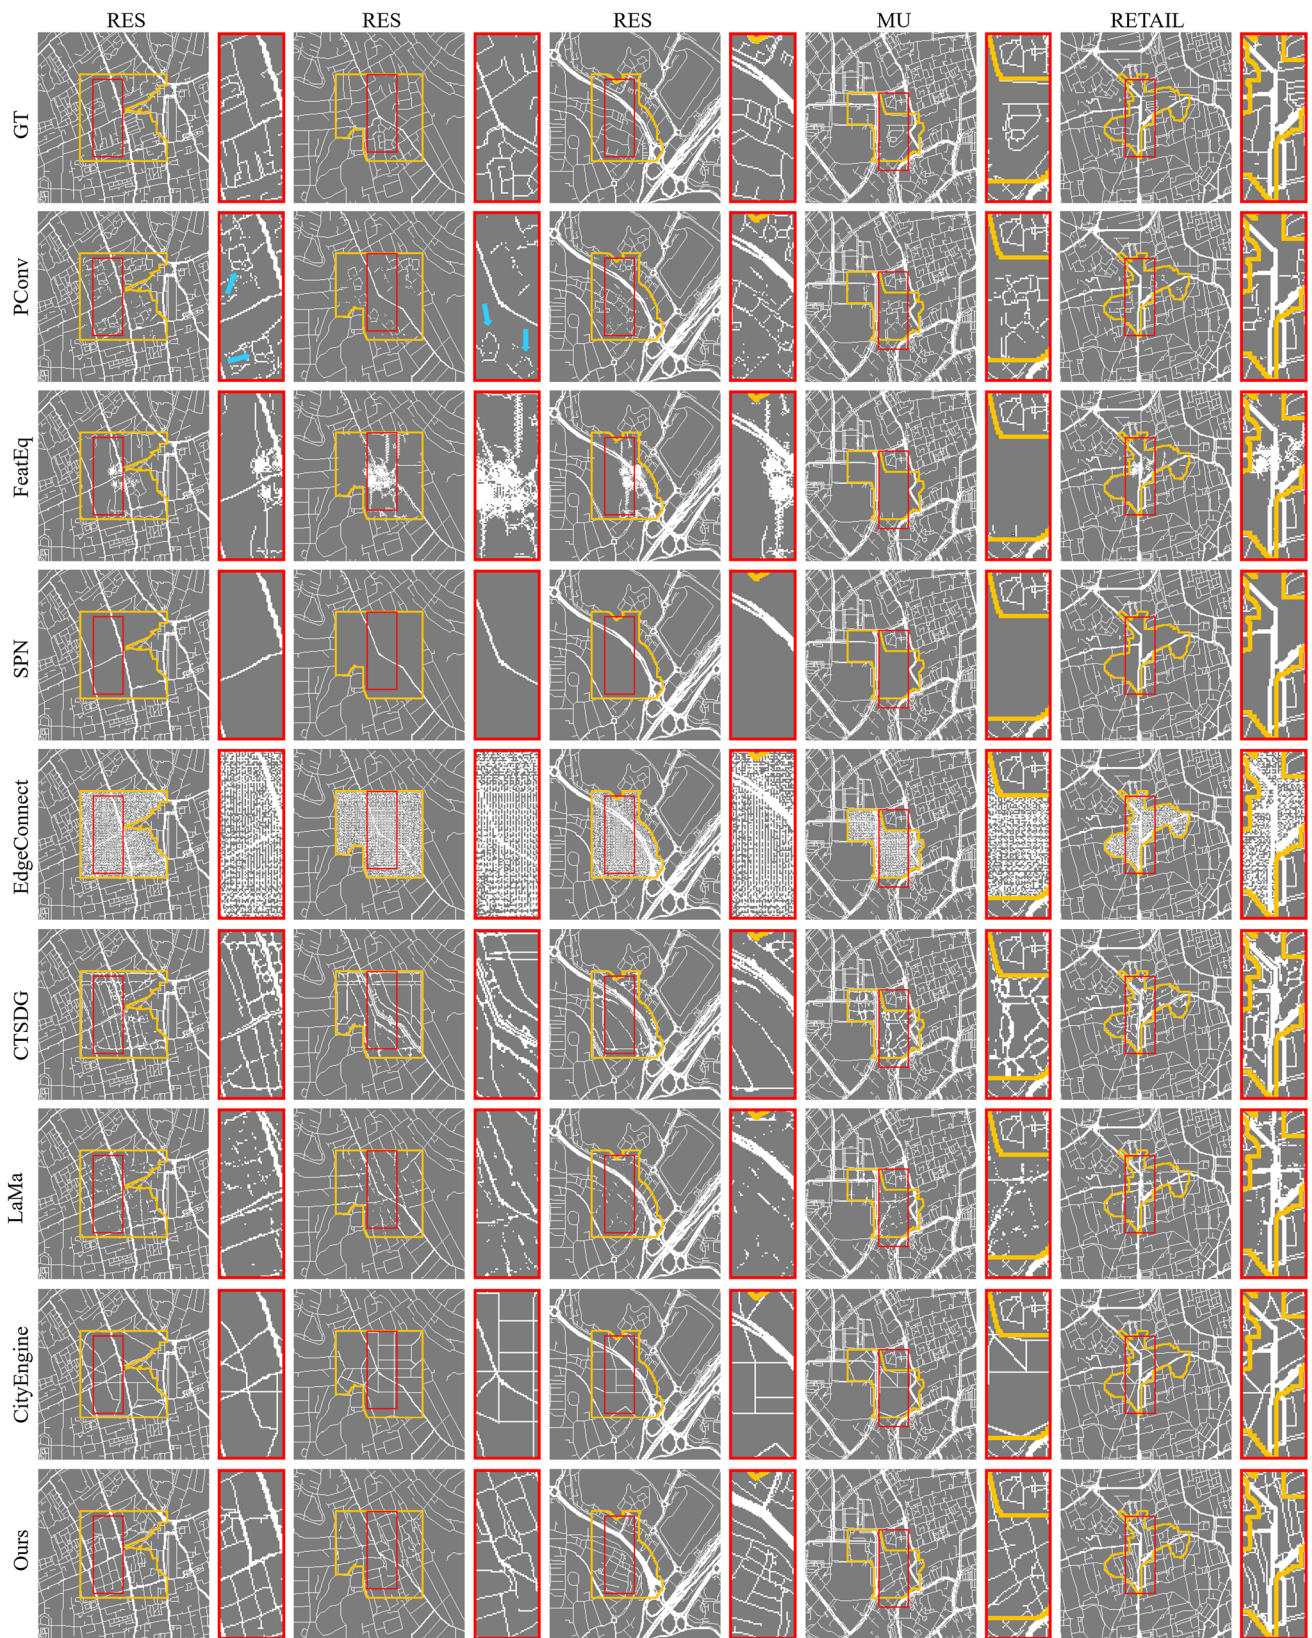 RES RES RES MU RETAIL
GT
PConv
FeatEq
SPN
EdgeConnect
CTSDG
LaMa
CityEngine
Ours